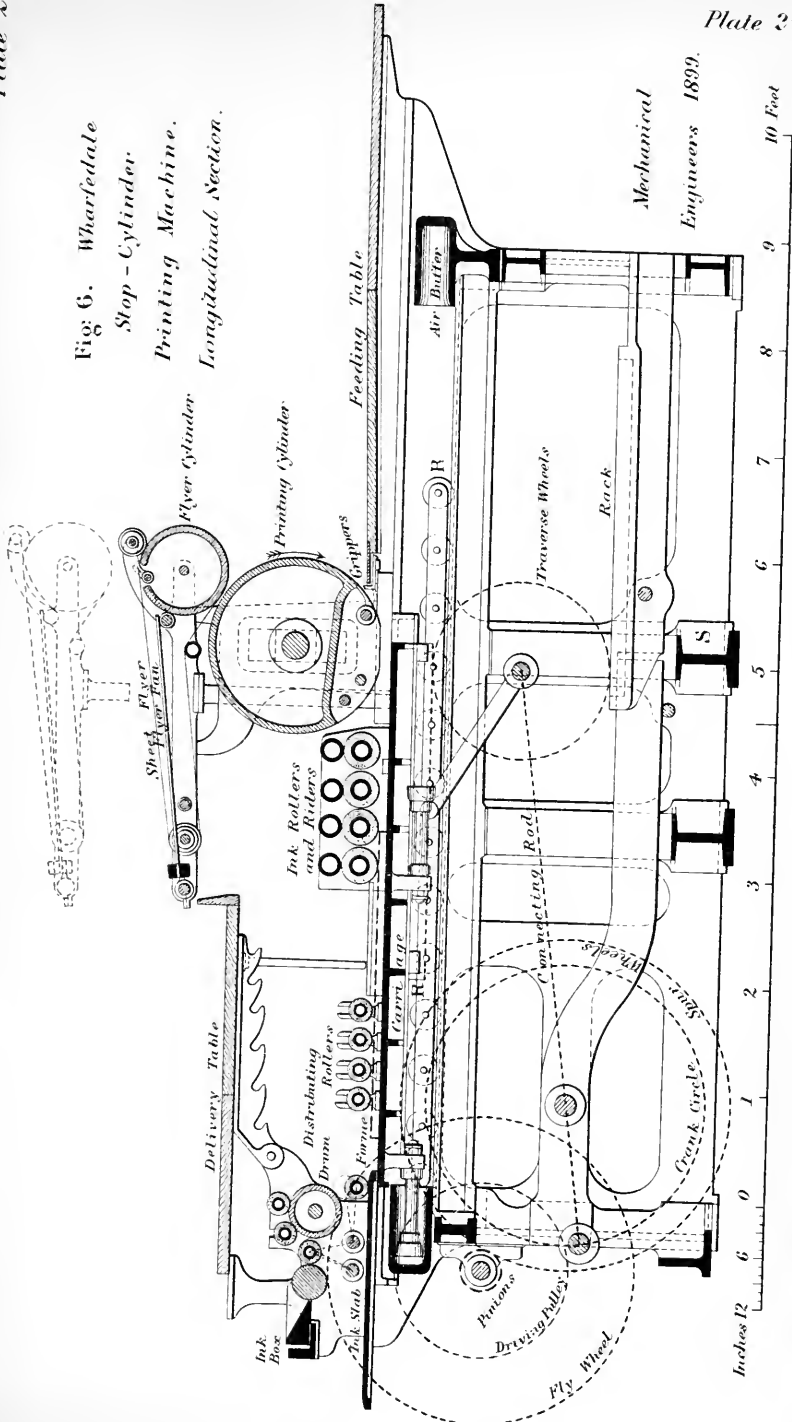 Plate 2
Fig: 6. Wharfedale
Stop-Cylinder
Printing Machine.
Longitudinal Section.
Mechanical
Engineers 1899.
Flyer Cylinder
Printing Cylinder
Grippers
Sheet Flyer
Flyer Fan
Feeding Table
Delivery Table
Ink Rollers
and Riders
Distributing
Rollers
Drum
Forme
Ink
Box
Ink Slab
Carriage
R
R
Air Buffer
Traverse Wheels
Rack
S
Connecting Rod
Spur Wheels
Crank Circle
Pinions
Driving Pulley
Fly Wheel
Inches 12 6 0 1 2 3 4 5 6 7 8 9 10 Feet